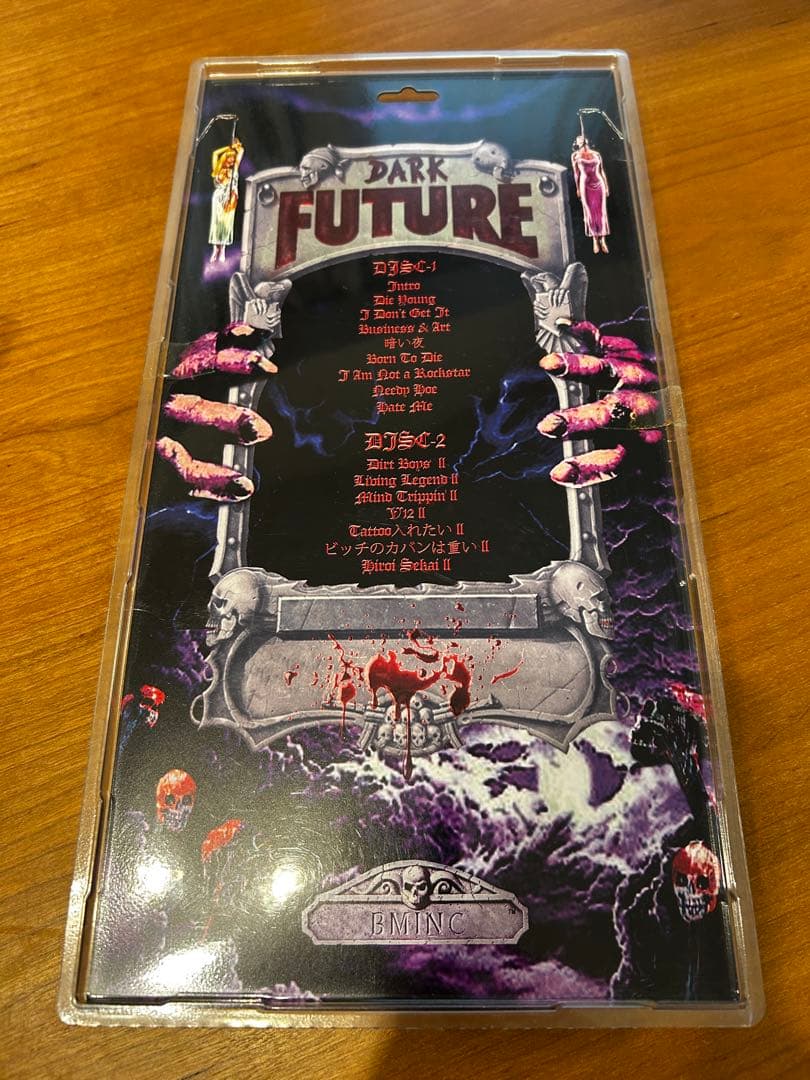 DARK
FUTURE
DISC-1
Intro
Die Young
I Don't Get It
Business & Art
暗い夜
Born To Die
I Am Not a Rockstar
Needy Hoe
Hate Me
DISC-2
Dirt Boys II
Living Legend II
Mind Trippin' II
V12 II
Tattoo入れたい II
ビッチのカバンは重い II
Hiroi Sekai II
BMINC
™